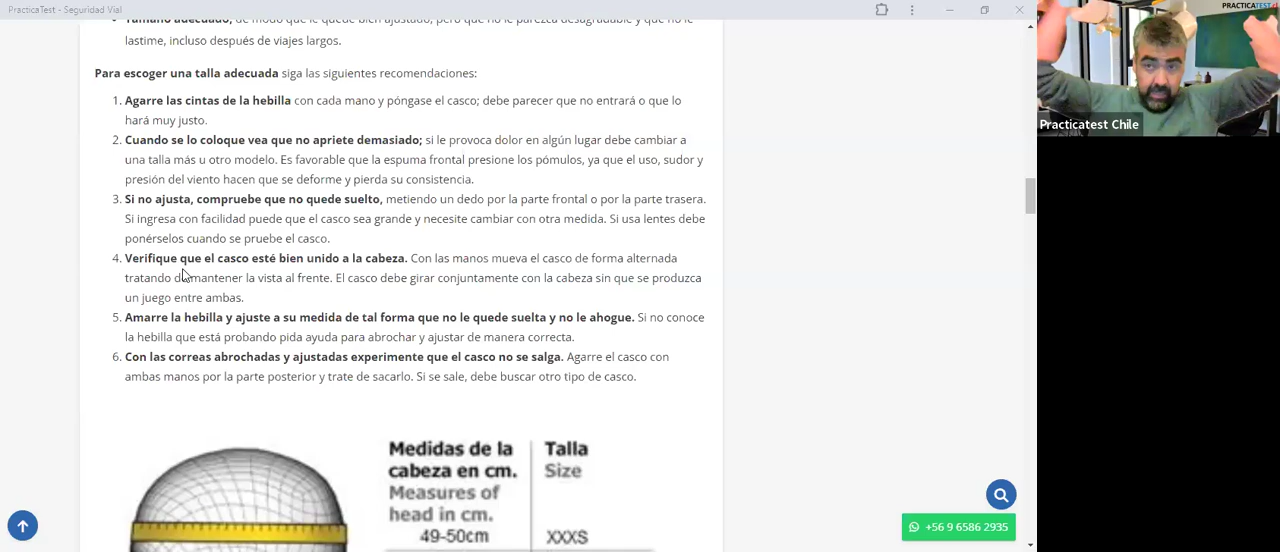 PracticaTest - Seguridad Vial
PRACTICATEST.cl
Tamaño adecuado, de modo que le quede bien ajustado, pero que no le parezca desagradable y que no le
lastime, incluso después de viajes largos.
Para escoger una talla adecuada siga las siguientes recomendaciones:
1. Agarre las cintas de la hebilla con cada mano y póngase el casco; debe parecer que no entrará o que lo
hará muy justo.
2. Cuando se lo coloque vea que no apriete demasiado; si le provoca dolor en algún lugar debe cambiar a
una talla más u otro modelo. Es favorable que la espuma frontal presione los pómulos, ya que el uso, sudor y
presión del viento hacen que se deforme y pierda su consistencia.
3. Si no ajusta, compruebe que no quede suelto, metiendo un dedo por la parte frontal o por la parte trasera.
Si ingresa con facilidad puede que el casco sea grande y necesite cambiar con otra medida. Si usa lentes debe
ponérselos cuando se pruebe el casco.
4. Verifique que el casco esté bien unido a la cabeza. Con las manos mueva el casco de forma alternada
tratando de mantener la vista al frente. El casco debe girar conjuntamente con la cabeza sin que se produzca
un juego entre ambas.
5. Amarre la hebilla y ajuste a su medida de tal forma que no le quede suelta y no le ahogue. Si no conoce
la hebilla que está probando pida ayuda para abrochar y ajustar de manera correcta.
6. Con las correas abrochadas y ajustadas experimente que el casco no se salga. Agarre el casco con
ambas manos por la parte posterior y trate de sacarlo. Si se sale, debe buscar otro tipo de casco.
Medidas de la
cabeza en cm.
Measures of
head in cm.
49-50cm
Talla
Size
XXXS
Practicatest Chile
+56 9 6586 2935